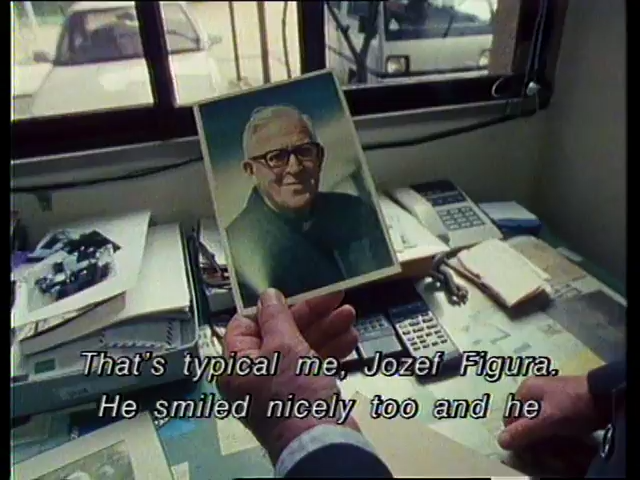 That's typical me, Jozef Figura.
He smiled nicely too and he